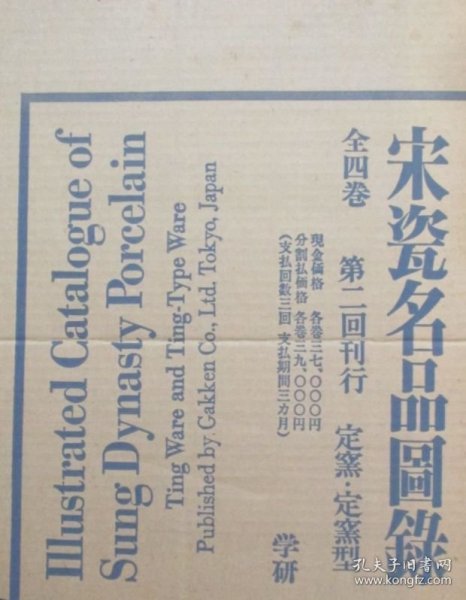 宋瓷名品圖錄
全四巻 第二回刊行 定窯・定窯型
現金価格 各巻三七、〇〇〇円
分割払価格 各巻三九、〇〇〇円
（支払回数三回 支払期間三カ月）
学研
Illustrated Catalogue of
Sung Dynasty Porcelain
Ting Ware and Ting-Type Ware
Published by Gakken Co., Ltd. Tokyo, Japan
孔夫子旧书网
www.kongfz.com